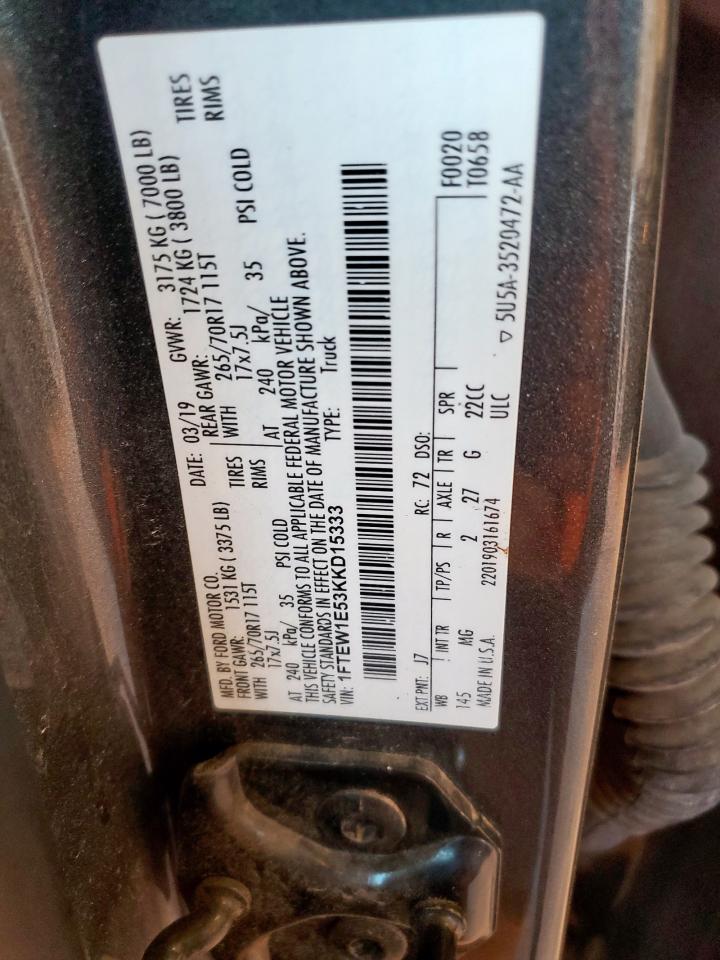 MFD. BY FORD MOTOR CO. DATE: 03/19 GVWR: 3175 KG ( 7000 LB)
FRONT GAWR: 1531 KG ( 3375 LB) REAR GAWR: 1724 KG ( 3800 LB)
WITH 265/70R17 115T TIRES WITH 265/70R17 115T TIRES
17x7.5J RIMS 17x7.5J RIMS
AT 240 kPa/ 35 PSI COLD AT 240 kPa/ 35 PSI COLD
THIS VEHICLE CONFORMS TO ALL APPLICABLE FEDERAL MOTOR VEHICLE
SAFETY STANDARDS IN EFFECT ON THE DATE OF MANUFACTURE SHOWN ABOVE.
VIN: 1FTEW1E53KKD15333 TYPE: Truck
EXT PNT: J7 RC: 72 DSO: F0020
WB INT TR TP/PS R AXLE TR SPR T0658
145 MG 2 27 G 22CC
MADE IN U.S.A. 2201903161674 ULC ▽ 5U5A-3520472-AA